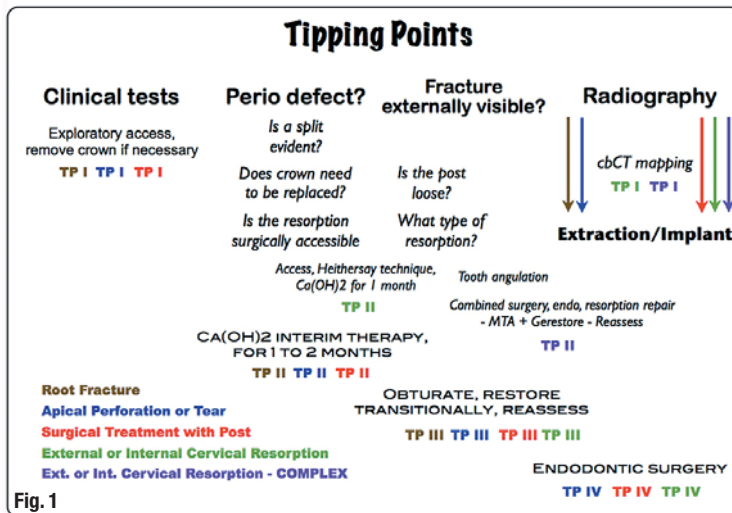 Tipping Points
Clinical tests
Exploratory access,
remove crown if necessary
TP I TP I TP I
Perio defect?
Is a split
evident?
Does crown need
to be replaced?
Is the resorption
surgically accessible
Fracture
externally visible?
Is the post
loose?
What type of
resorption?
Radiography
cbCT mapping
TP I TP I
Extraction/Implant
Access, Heithersay technique,
Ca(OH)2 for 1 month
TP II
Tooth angulation
Combined surgery, endo, resorption repair
- MTA + Gerestore - Reassess
TP II
CA(OH)2 INTERIM THERAPY,
FOR 1 TO 2 MONTHS
TP II TP II TP II
OBTURATE, RESTORE
TRANSITIONALLY, REASSESS
TP III TP III TP III TP III
ENDODONTIC SURGERY
TP IV TP IV TP IV
Root Fracture
Apical Perforation or Tear
Surgical Treatment with Post
External or Internal Cervical Resorption
Ext. or Int. Cervical Resorption - COMPLEX
Fig. 1